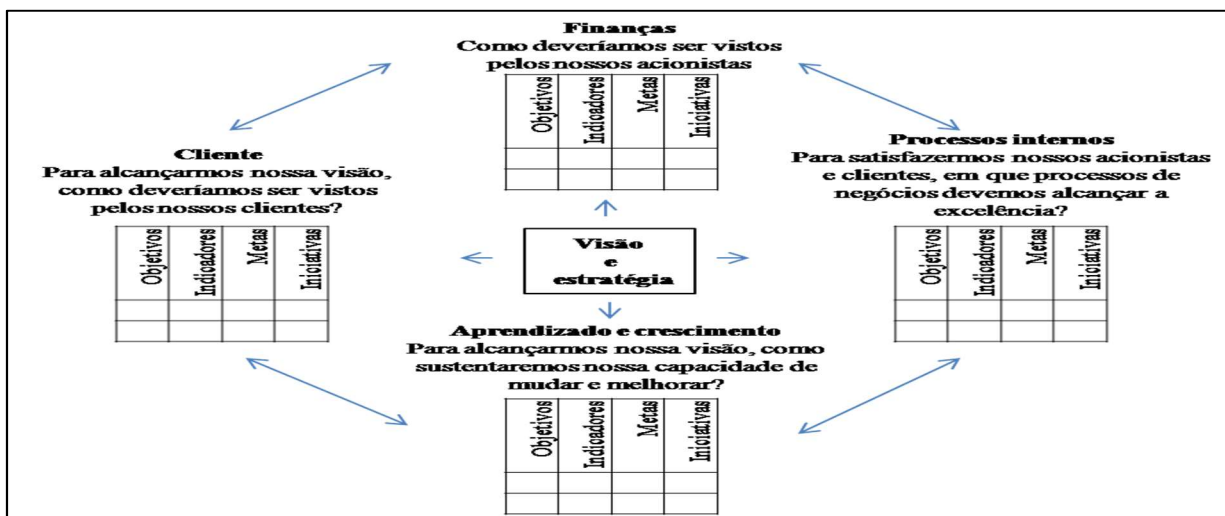 Finanças
Como deveríamos ser vistos
pelos nossos acionistas
Objetivos
Indicadores
Metas
Iniciativas
Cliente
Para alcançarmos nossa visão,
como deveríamos ser vistos
pelos nossos clientes?
Objetivos
Indicadores
Metas
Iniciativas
Visão
e
estratégia
Processos internos
Para satisfazermos nossos acionistas
e clientes, em que processos de
negócios devemos alcançar a
excelência?
Objetivos
Indicadores
Metas
Iniciativas
Aprendizado e crescimento
Para alcançarmos nossa visão, como
sustentaremos nossa capacidade de
mudar e melhorar?
Objetivos
Indicadores
Metas
Iniciativas